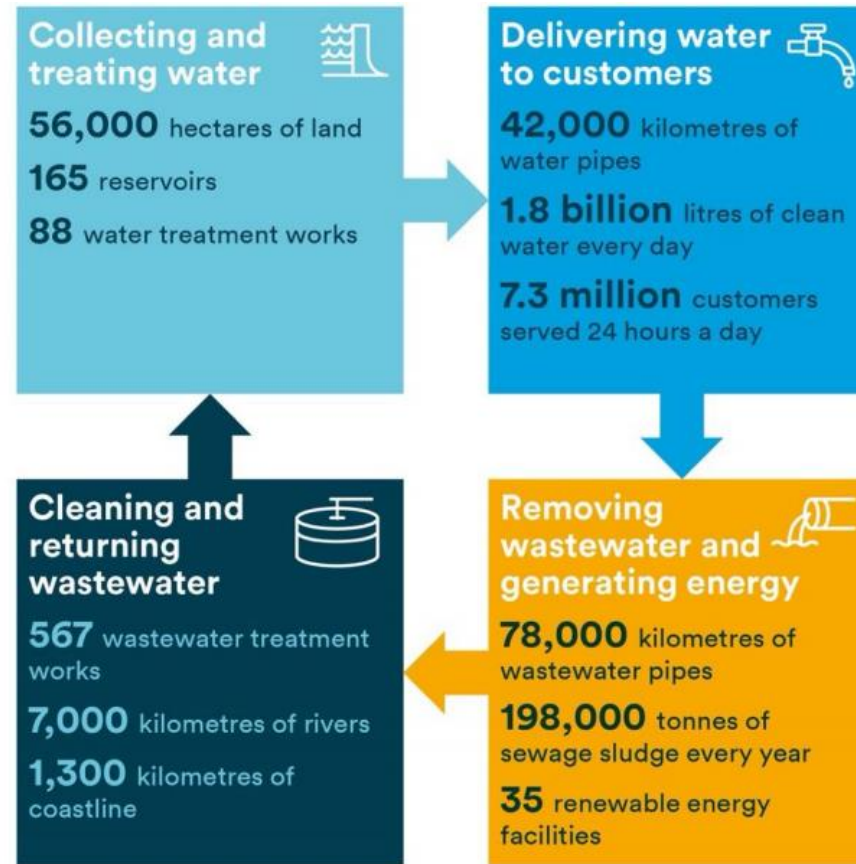 Collecting and
treating water
56,000 hectares of land
165 reservoirs
88 water treatment works
Delivering water
to customers
42,000 kilometres of
water pipes
1.8 billion litres of clean
water every day
7.3 million customers
served 24 hours a day
Removing
wastewater and
generating energy
78,000 kilometres of
wastewater pipes
198,000 tonnes of
sewage sludge every year
35 renewable energy
facilities
Cleaning and
returning
wastewater
567 wastewater treatment
works
7,000 kilometres of rivers
1,300 kilometres of
coastline